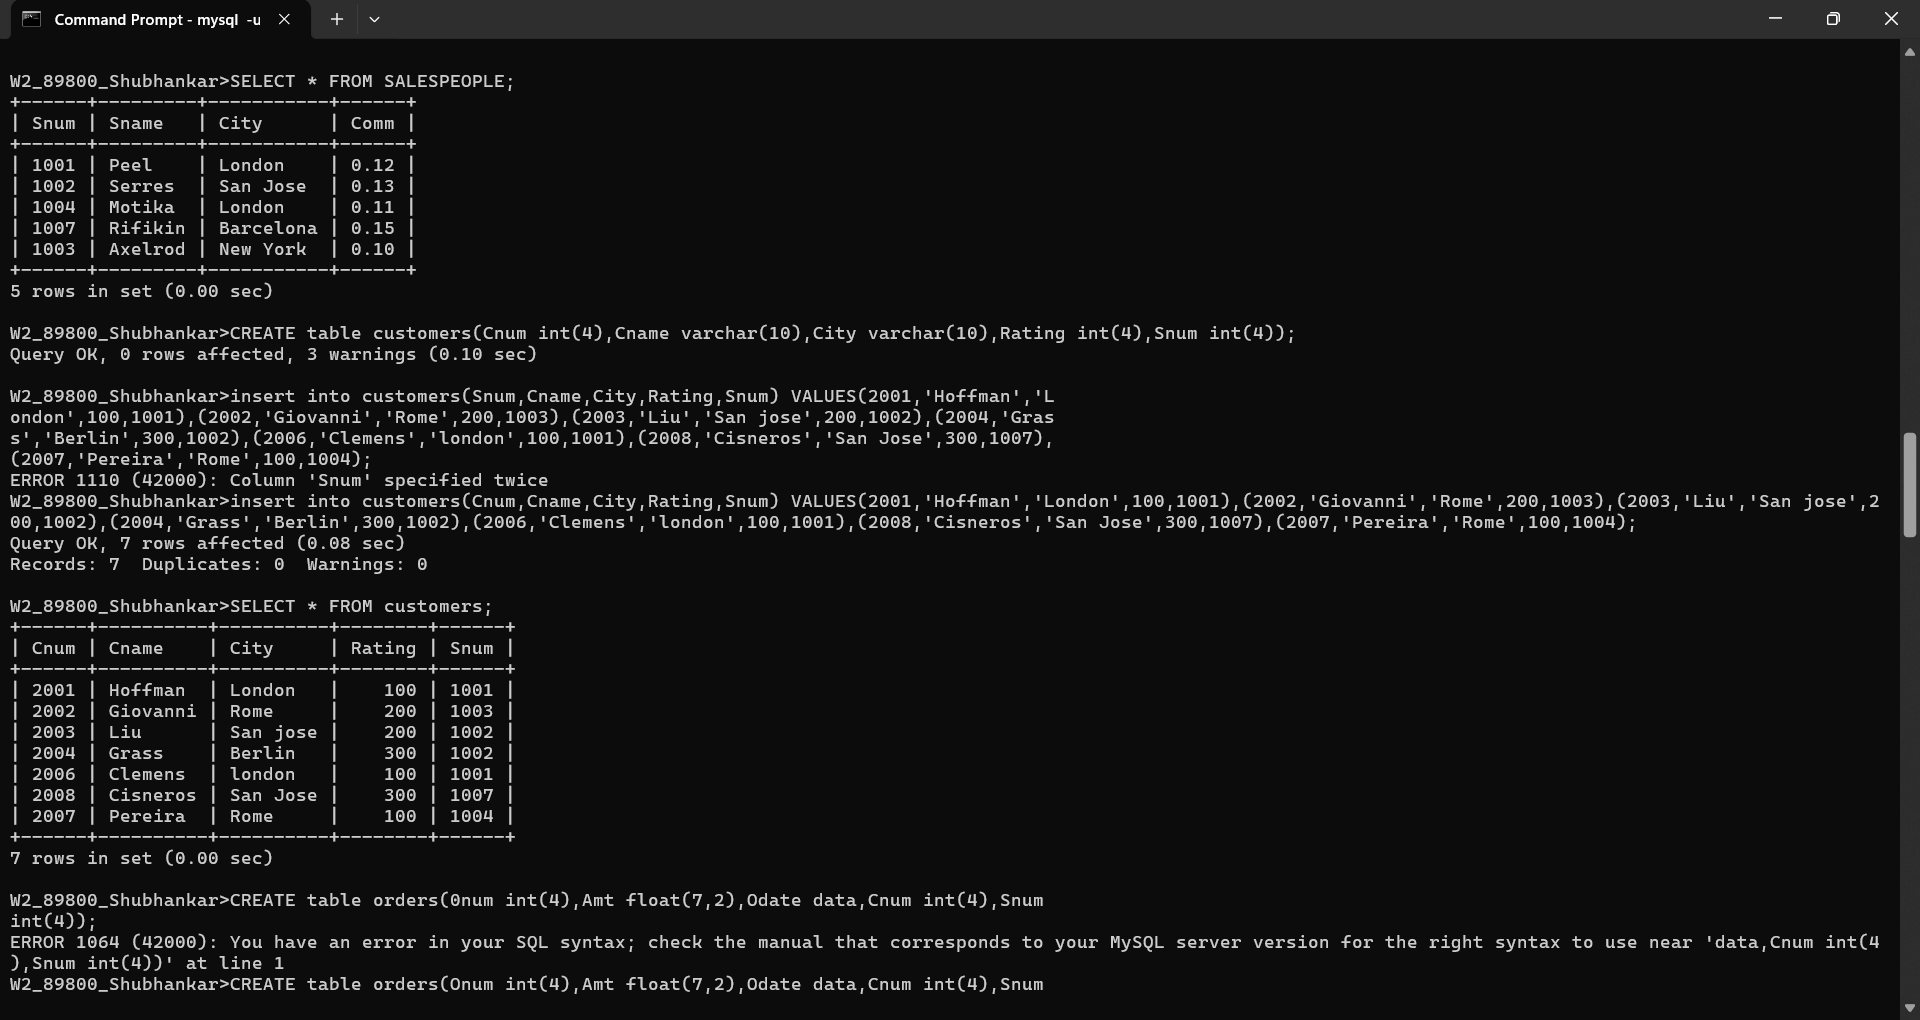 Command Prompt - mysql -u
W2_89800_Shubhankar>SELECT * FROM SALESPEOPLE;
+------+---------+-----------+------+
| Snum | Sname   | City      | Comm |
+------+---------+-----------+------+
| 1001 | Peel    | London    | 0.12 |
| 1002 | Serres  | San Jose  | 0.13 |
| 1004 | Motika  | London    | 0.11 |
| 1007 | Rifikin | Barcelona | 0.15 |
| 1003 | Axelrod | New York  | 0.10 |
+------+---------+-----------+------+
5 rows in set (0.00 sec)
W2_89800_Shubhankar>CREATE table customers(Cnum int(4),Cname varchar(10),City varchar(10),Rating int(4),Snum int(4));
Query OK, 0 rows affected, 3 warnings (0.10 sec)
W2_89800_Shubhankar>insert into customers(Snum,Cname,City,Rating,Snum) VALUES(2001,'Hoffman','L
ondon',100,1001),(2002,'Giovanni','Rome',200,1003),(2003,'Liu','San jose',200,1002),(2004,'Gras
s','Berlin',300,1002),(2006,'Clemens','london',100,1001),(2008,'Cisneros','San Jose',300,1007),
(2007,'Pereira','Rome',100,1004);
ERROR 1110 (42000): Column 'Snum' specified twice
W2_89800_Shubhankar>insert into customers(Cnum,Cname,City,Rating,Snum) VALUES(2001,'Hoffman','London',100,1001),(2002,'Giovanni','Rome',200,1003),(2003,'Liu','San jose',2
00,1002),(2004,'Grass','Berlin',300,1002),(2006,'Clemens','london',100,1001),(2008,'Cisneros','San Jose',300,1007),(2007,'Pereira','Rome',100,1004);
Query OK, 7 rows affected (0.08 sec)
Records: 7  Duplicates: 0  Warnings: 0
W2_89800_Shubhankar>SELECT * FROM customers;
+------+----------+----------+--------+------+
| Cnum | Cname    | City     | Rating | Snum |
+------+----------+----------+--------+------+
| 2001 | Hoffman  | London   |    100 | 1001 |
| 2002 | Giovanni | Rome     |    200 | 1003 |
| 2003 | Liu      | San jose |    200 | 1002 |
| 2004 | Grass    | Berlin   |    300 | 1002 |
| 2006 | Clemens  | london   |    100 | 1001 |
| 2008 | Cisneros | San Jose |    300 | 1007 |
| 2007 | Pereira  | Rome     |    100 | 1004 |
+------+----------+----------+--------+------+
7 rows in set (0.00 sec)
W2_89800_Shubhankar>CREATE table orders(0num int(4),Amt float(7,2),Odate data,Cnum int(4),Snum
int(4));
ERROR 1064 (42000): You have an error in your SQL syntax; check the manual that corresponds to your MySQL server version for the right syntax to use near 'data,Cnum int(4
),Snum int(4))' at line 1
W2_89800_Shubhankar>CREATE table orders(Onum int(4),Amt float(7,2),Odate data,Cnum int(4),Snum